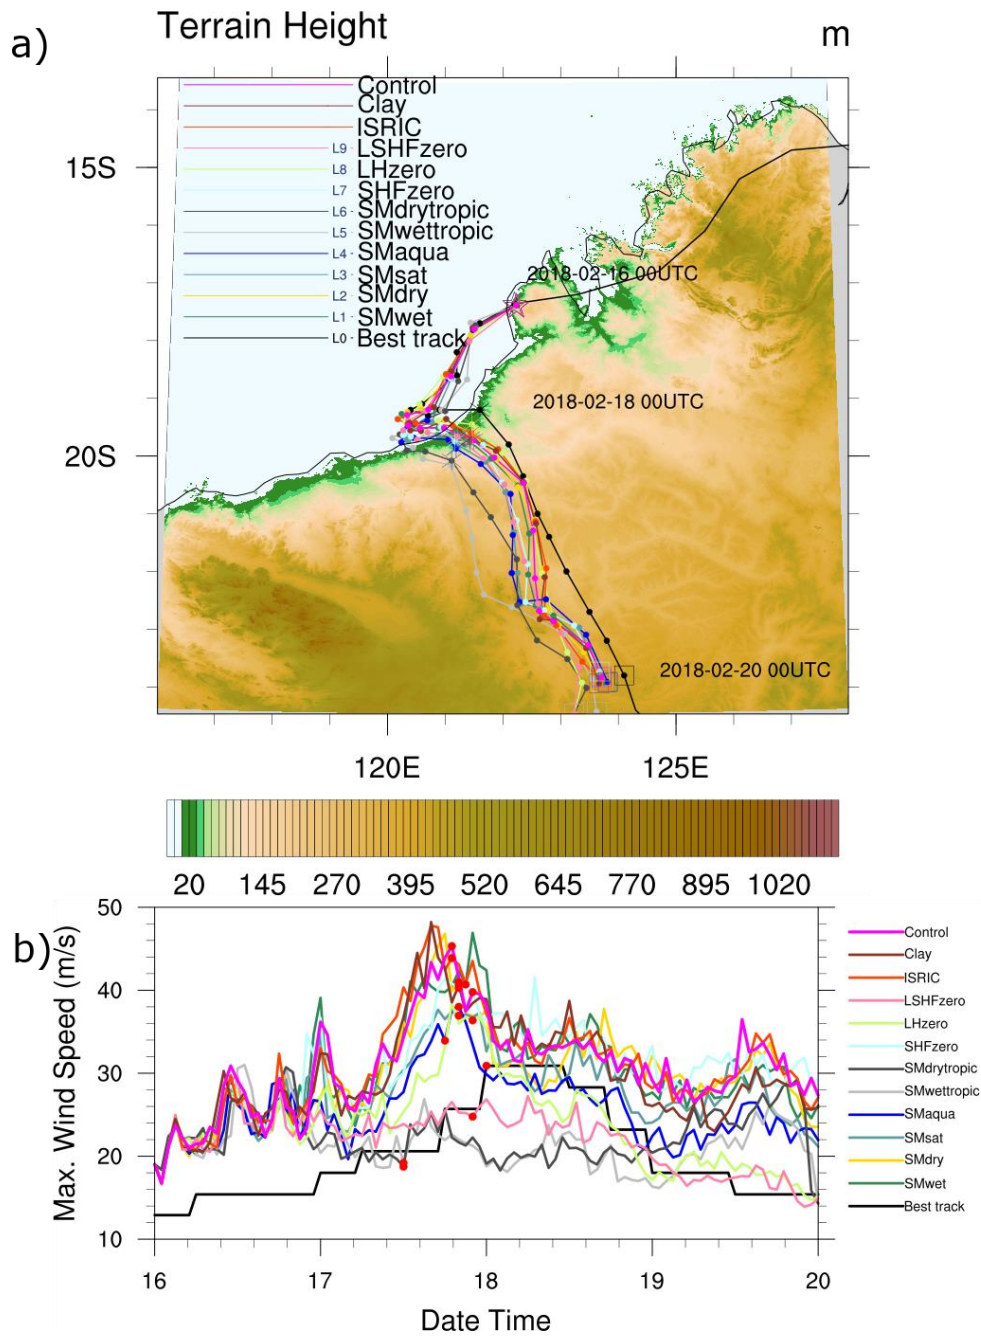 a)
Terrain Height
m
Control
Clay
ISRIC
L9 LSHFzero
L8 LHzero
L7 SHFzero
L6 SMdrytropic
L5 SMwettropic
L4 SMaqua
L3 SMsat
L2 SMdry
L1 SMwet
L0 Best track
15S
20S
2018-02-16 00UTC
2018-02-18 00UTC
2018-02-20 00UTC
120E 125E
20 145 270 395 520 645 770 895 1020
b)
Max. Wind Speed (m/s)
50
40
30
20
10
16 17 18 19 20
Date Time
Control
Clay
ISRIC
LSHFzero
LHzero
SHFzero
SMdrytropic
SMwettropic
SMaqua
SMsat
SMdry
SMwet
Best track